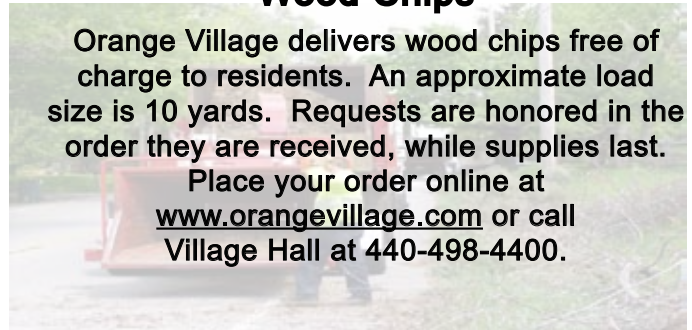 Wood Chips
Orange Village delivers wood chips free of
charge to residents. An approximate load
size is 10 yards. Requests are honored in the
order they are received, while supplies last.
Place your order online at
www.orangevillage.com or call
Village Hall at 440-498-4400.